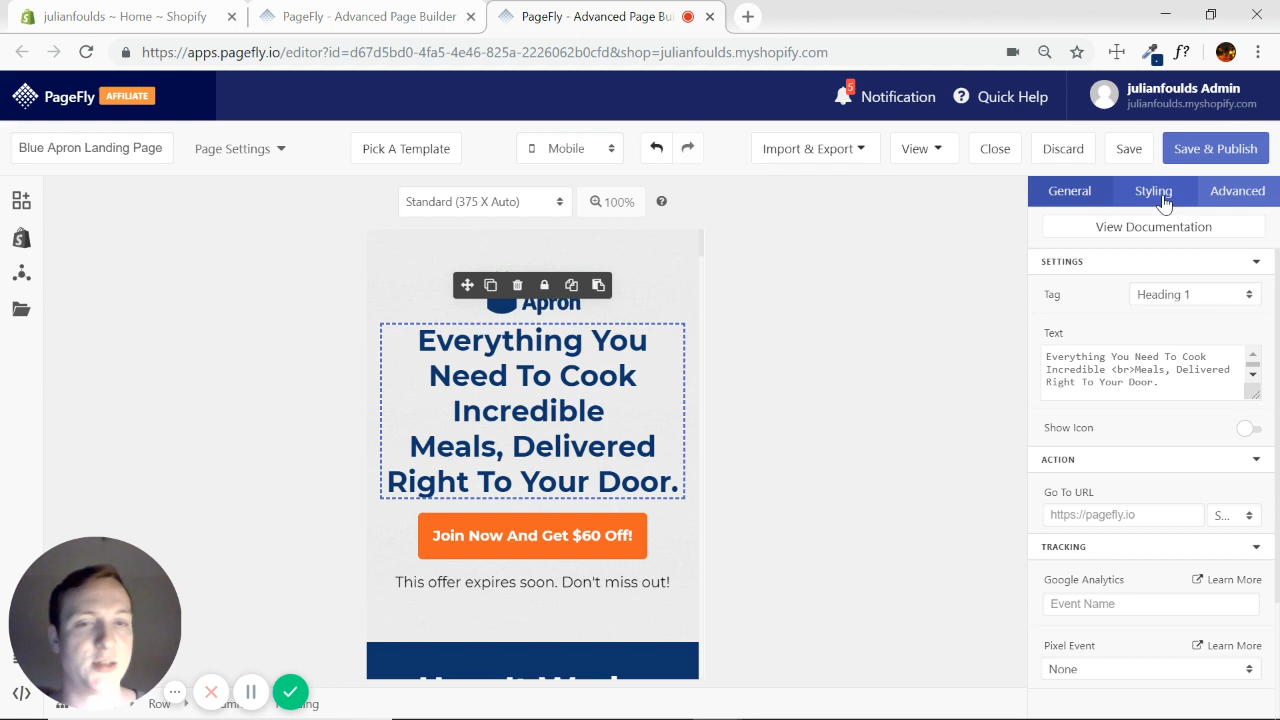 julianfoulds ~ Home ~ Shopify
PageFly - Advanced Page Builder
PageFly - Advanced Page Bui
https://apps.pagefly.io/editor?id=d67d5bd0-4fa5-4e46-825a-2226062b0cfd&shop=julianfoulds.myshopify.com
f?
PageFly AFFILIATE
5
Notification
Quick Help
julianfoulds Admin
julianfoulds.myshopify.com
Blue Apron Landing Page
Page Settings
Pick A Template
Mobile
Import & Export
View
Close
Discard
Save
Save & Publish
Standard (375 X Auto)
100%
General
Styling
Advanced
View Documentation
SETTINGS
Tag
Heading 1
Text
Everything You Need To Cook
Incredible <br>Meals, Delivered
Right To Your Door.
Show Icon
ACTION
Go To URL
https://pagefly.io
S...
TRACKING
Google Analytics
Learn More
Event Name
Pixel Event
Learn More
None
Apron
Everything You
Need To Cook
Incredible
Meals, Delivered
Right To Your Door.
Join Now And Get $60 Off!
This offer expires soon. Don't miss out!
Row